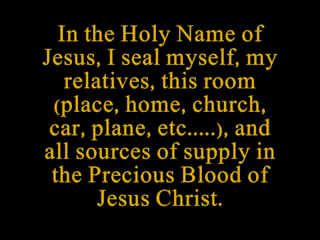 In the Holy Name of
Jesus, I seal myself, my
relatives, this room
(place, home, church,
car, plane, etc.....), and
all sources of supply in
the Precious Blood of
Jesus Christ.